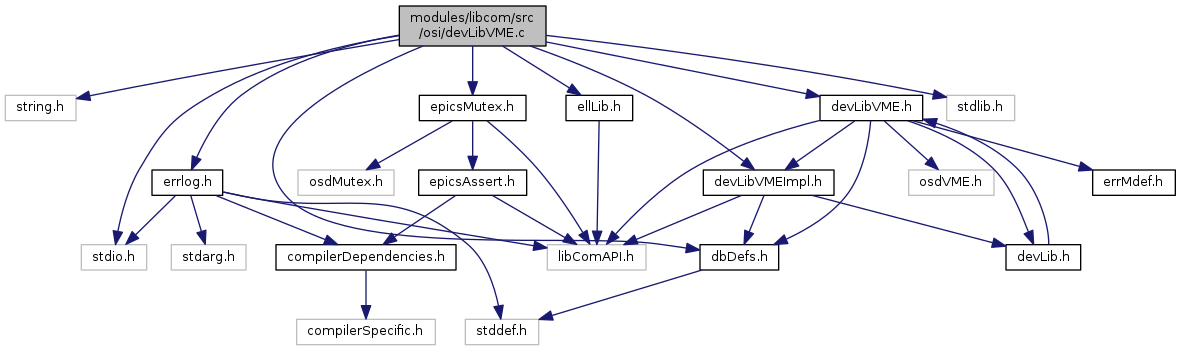 modules/libcom/src
/osi/devLibVME.c
string.h
epicsMutex.h
ellLib.h
devLibVME.h
stdlib.h
errlog.h
osdMutex.h
epicsAssert.h
devLibVMEImpl.h
osdVME.h
errMdef.h
stdio.h
stdarg.h
compilerDependencies.h
libComAPI.h
dbDefs.h
devLib.h
compilerSpecific.h
stddef.h